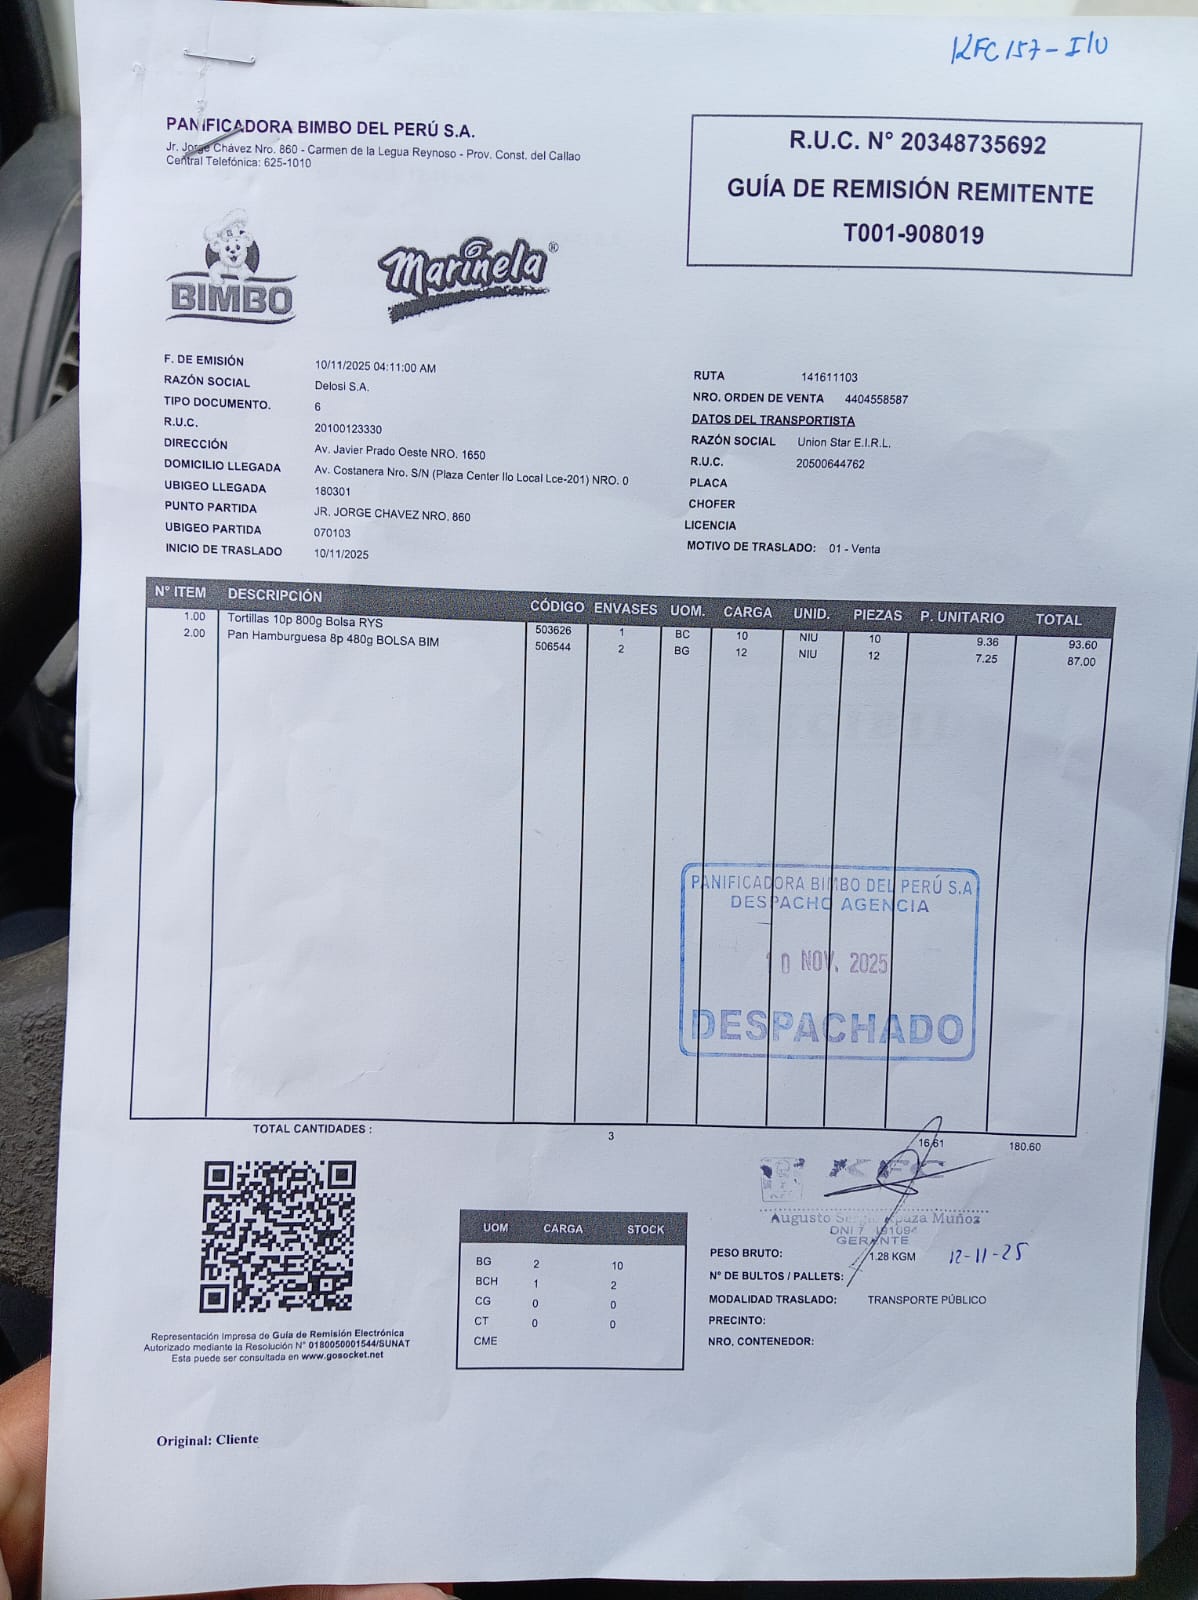 KFC 157 - ILO
PANIFICADORA BIMBO DEL PERÚ S.A.
Jr. Jorge Chávez Nro. 860 - Carmen de la Legua Reynoso - Prov. Const. del Callao
Central Telefónica: 625-1010
R.U.C. N° 20348735692
GUÍA DE REMISIÓN REMITENTE
T001-908019
BIMBO
Marinela®
F. DE EMISIÓN 10/11/2025 04:11:00 AM
RAZÓN SOCIAL Delosi S.A.
TIPO DOCUMENTO. 6
R.U.C. 20100123330
DIRECCIÓN Av. Javier Prado Oeste NRO. 1650
DOMICILIO LLEGADA Av. Costanera Nro. S/N (Plaza Center Ilo Local Lce-201) NRO. 0
UBIGEO LLEGADA 180301
PUNTO PARTIDA JR. JORGE CHAVEZ NRO. 860
UBIGEO PARTIDA 070103
INICIO DE TRASLADO 10/11/2025
RUTA 141611103
NRO. ORDEN DE VENTA 4404558587
DATOS DEL TRANSPORTISTA
RAZÓN SOCIAL Union Star E.I.R.L.
R.U.C. 20500644762
PLACA
CHOFER
LICENCIA
MOTIVO DE TRASLADO: 01 - Venta
N° ITEM DESCRIPCIÓN CÓDIGO ENVASES UOM. CARGA UNID. PIEZAS P. UNITARIO TOTAL
1.00 Tortillas 10p 800g Bolsa RYS 503626 1 BC 10 NIU 10 9.36 93.60
2.00 Pan Hamburguesa 8p 480g BOLSA BIM 506544 2 BG 12 NIU 12 7.25 87.00
PANIFICADORA BIMBO DEL PERÚ S.A
DESPACHO AGENCIA
10 NOV. 2025
DESPACHADO
TOTAL CANTIDADES : 3 16.61 180.60
KFC
Augusto Muñoz
DNI
GERENTE
UOM CARGA STOCK
BG 2 10
BCH 1 2
CG 0 0
CT 0 0
CME
PESO BRUTO: 1.28 KGM 12-11-25
N° DE BULTOS / PALLETS:
MODALIDAD TRASLADO: TRANSPORTE PÚBLICO
PRECINTO:
NRO. CONTENEDOR:
Representación Impresa de Guía de Remisión Electrónica
Autorizado mediante la Resolución N° 0180050001544/SUNAT
Esta puede ser consultada en www.gosocket.net
Original: Cliente